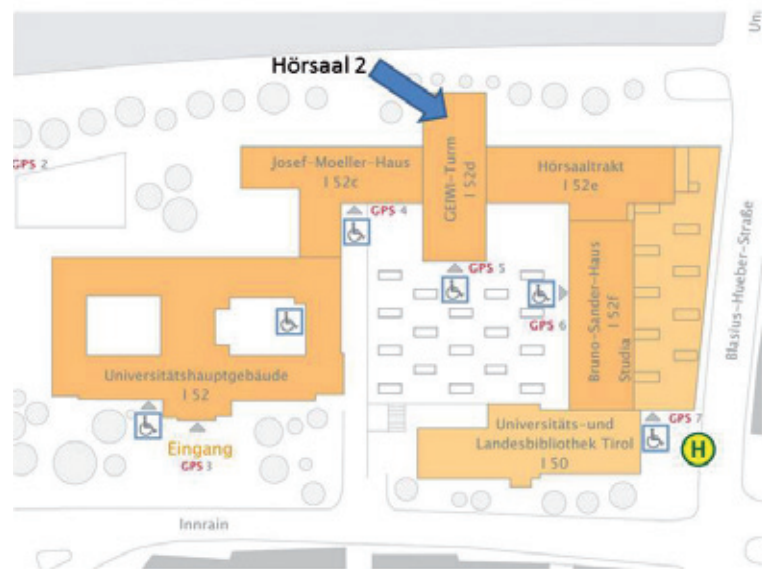 Un
Hörsaal 2
GPS 2
Josef-Moeller-Haus
I 52c
GEIWI-Turm
I 52d
Hörsaaltrakt
I 52e
GPS 4
GPS 5
GPS 6
Bruno-Sander-Haus
I 52f
Studia
Blasius-Hueber-Straße
Universitätshauptgebäude
I 52
Eingang
GPS 3
Universitäts-und
Landesbibliothek Tirol
I 50
GPS 7
H
Innrain